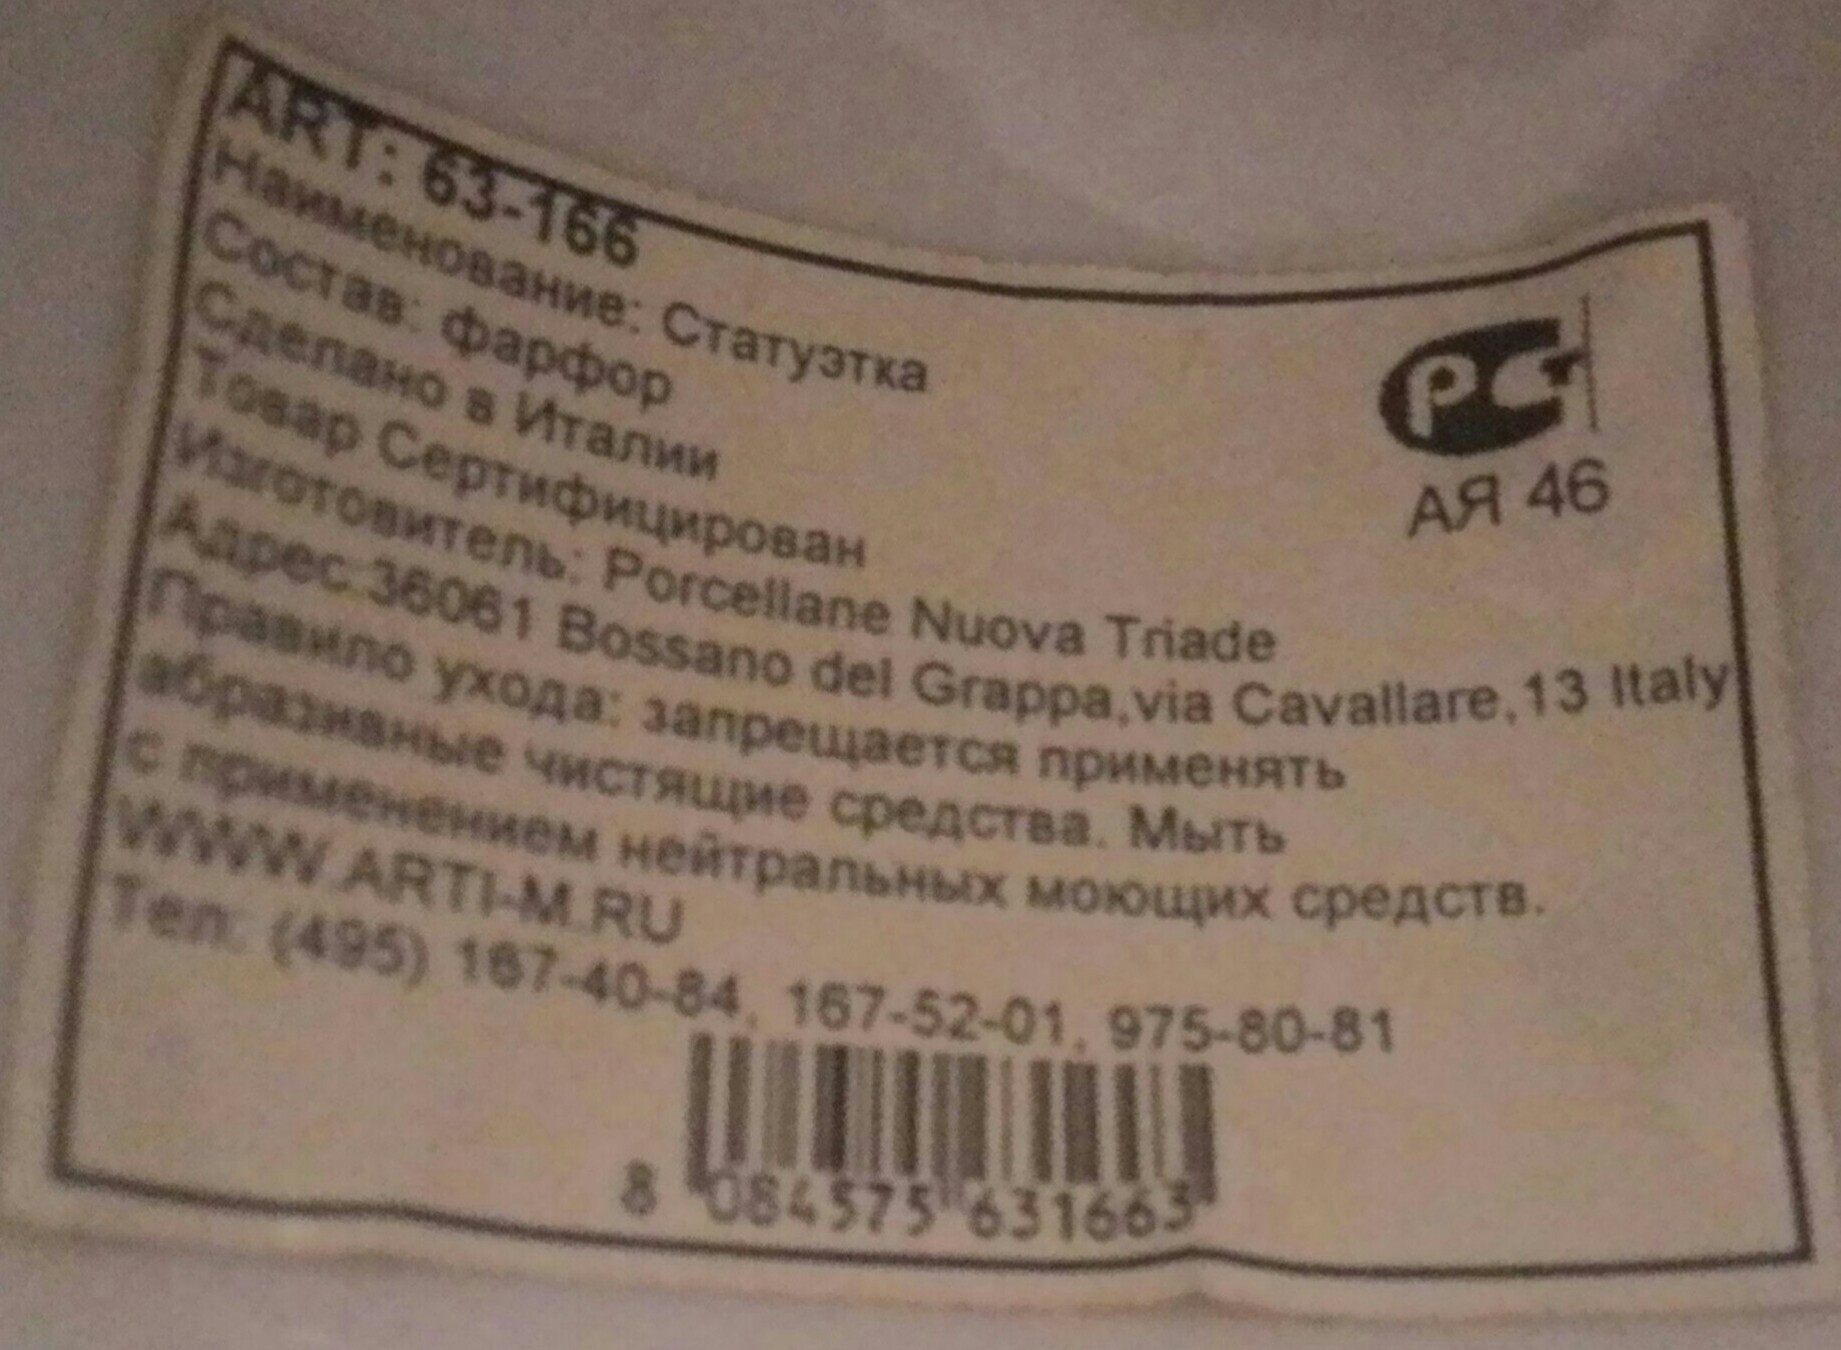 ART: 63-166
Наименование: Статуэтка
Состав: фарфор
Сделано в Италии
Товар Сертифицирован
Изготовитель: Porcellane Nuova Triade
Адрес:36061 Bossano del Grappa,via Cavallare,13 Italy
Правило ухода: запрещается применять
абразивные чистящие средства. Мыть
с применением нейтральных моющих средств.
WWW.ARTI-M.RU
Тел: (495) 167-40-84, 167-52-01, 975-80-81
8 084575 631663
РСТ
АЯ 46